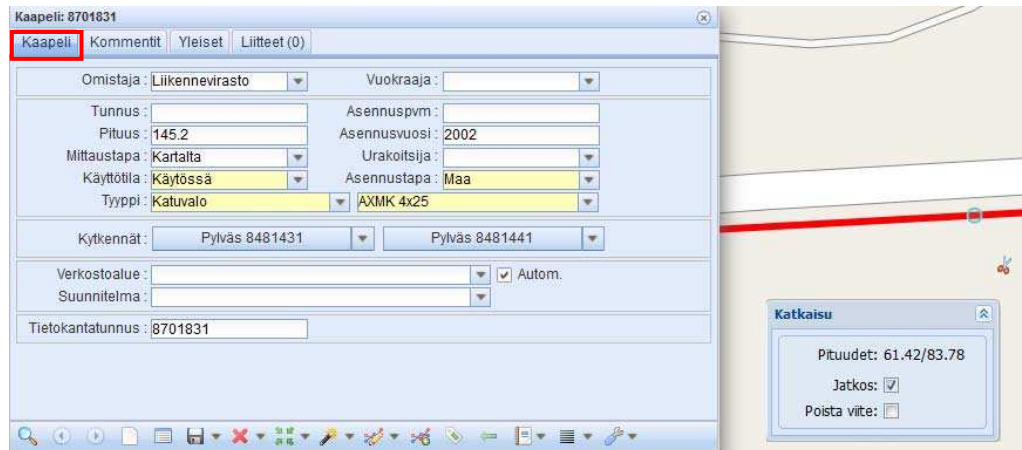 Kaapeli: 8701831
Kaapeli Kommentit Yleiset Liitteet (0)
Omistaja : Liikennevirasto Vuokraaja :
Tunnus : Asennuspvm :
Pituus : 145.2 Asennusvuosi : 2002
Mittaustapa : Kartalta Urakoitsija :
Käyttötila : Käytössä Asennustapa : Maa
Tyyppi : Katuvalo AXMK 4x25
Kytkennät : Pylväs 8481431 Pylväs 8481441
Verkostoalue : Autom.
Suunnitelma :
Tietokantatunnus : 8701831
Katkaisu
Pituudet: 61.42/83.78
Jatkos:
Poista viite: